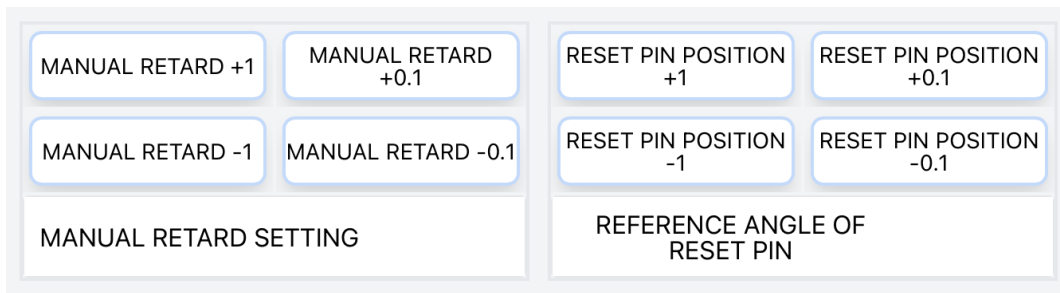 MANUAL RETARD +1
MANUAL RETARD
+0.1
RESET PIN POSITION
+1
RESET PIN POSITION
+0.1
MANUAL RETARD -1
MANUAL RETARD -0.1
RESET PIN POSITION
-1
RESET PIN POSITION
-0.1
MANUAL RETARD SETTING
REFERENCE ANGLE OF
RESET PIN